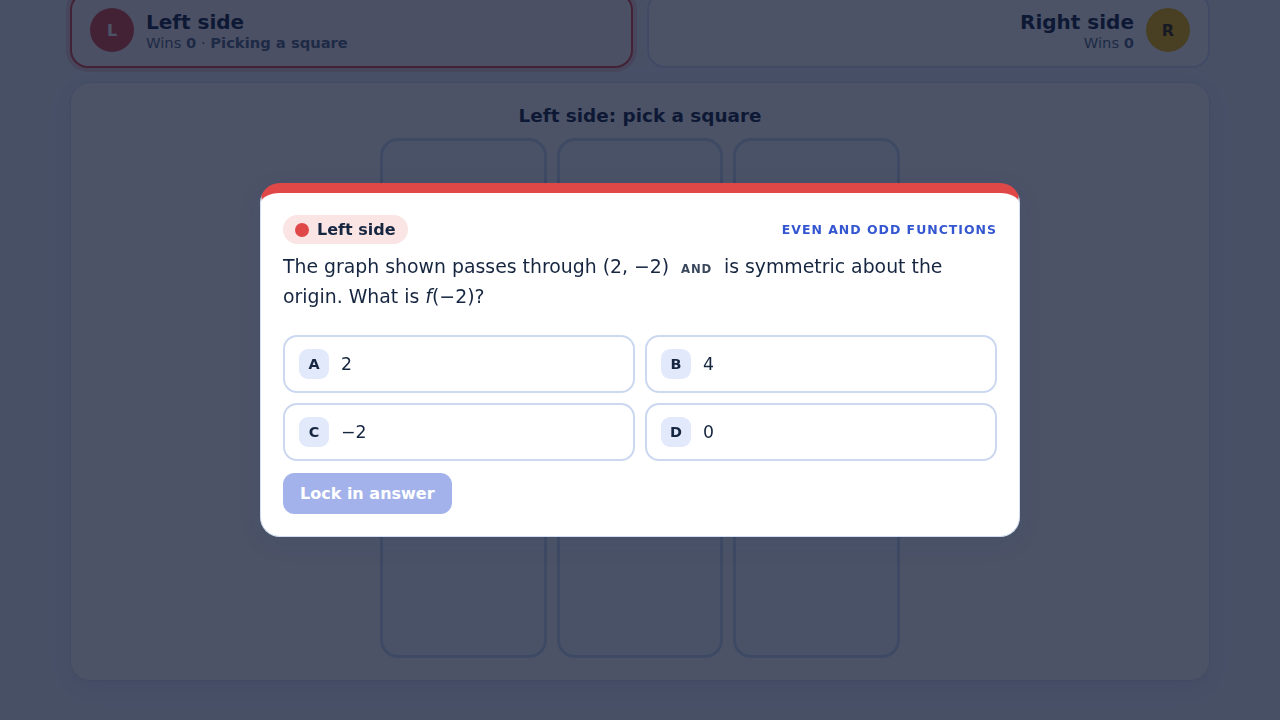 L
Left side
Wins 0 · Picking a square
Right side
Wins 0
R
Left side: pick a square
Left side
EVEN AND ODD FUNCTIONS
The graph shown passes through (2, −2) AND is symmetric about the
origin. What is f(−2)?
A 2
B 4
C −2
D 0
Lock in answer